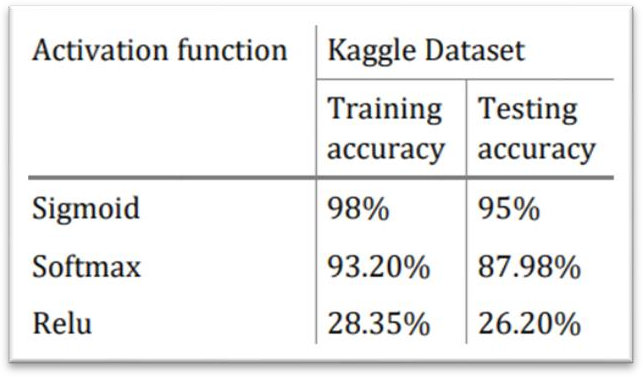 Activation function Kaggle Dataset
Training Testing
accuracy accuracy
Sigmoid 98% 95%
Softmax 93.20% 87.98%
Relu 28.35% 26.20%